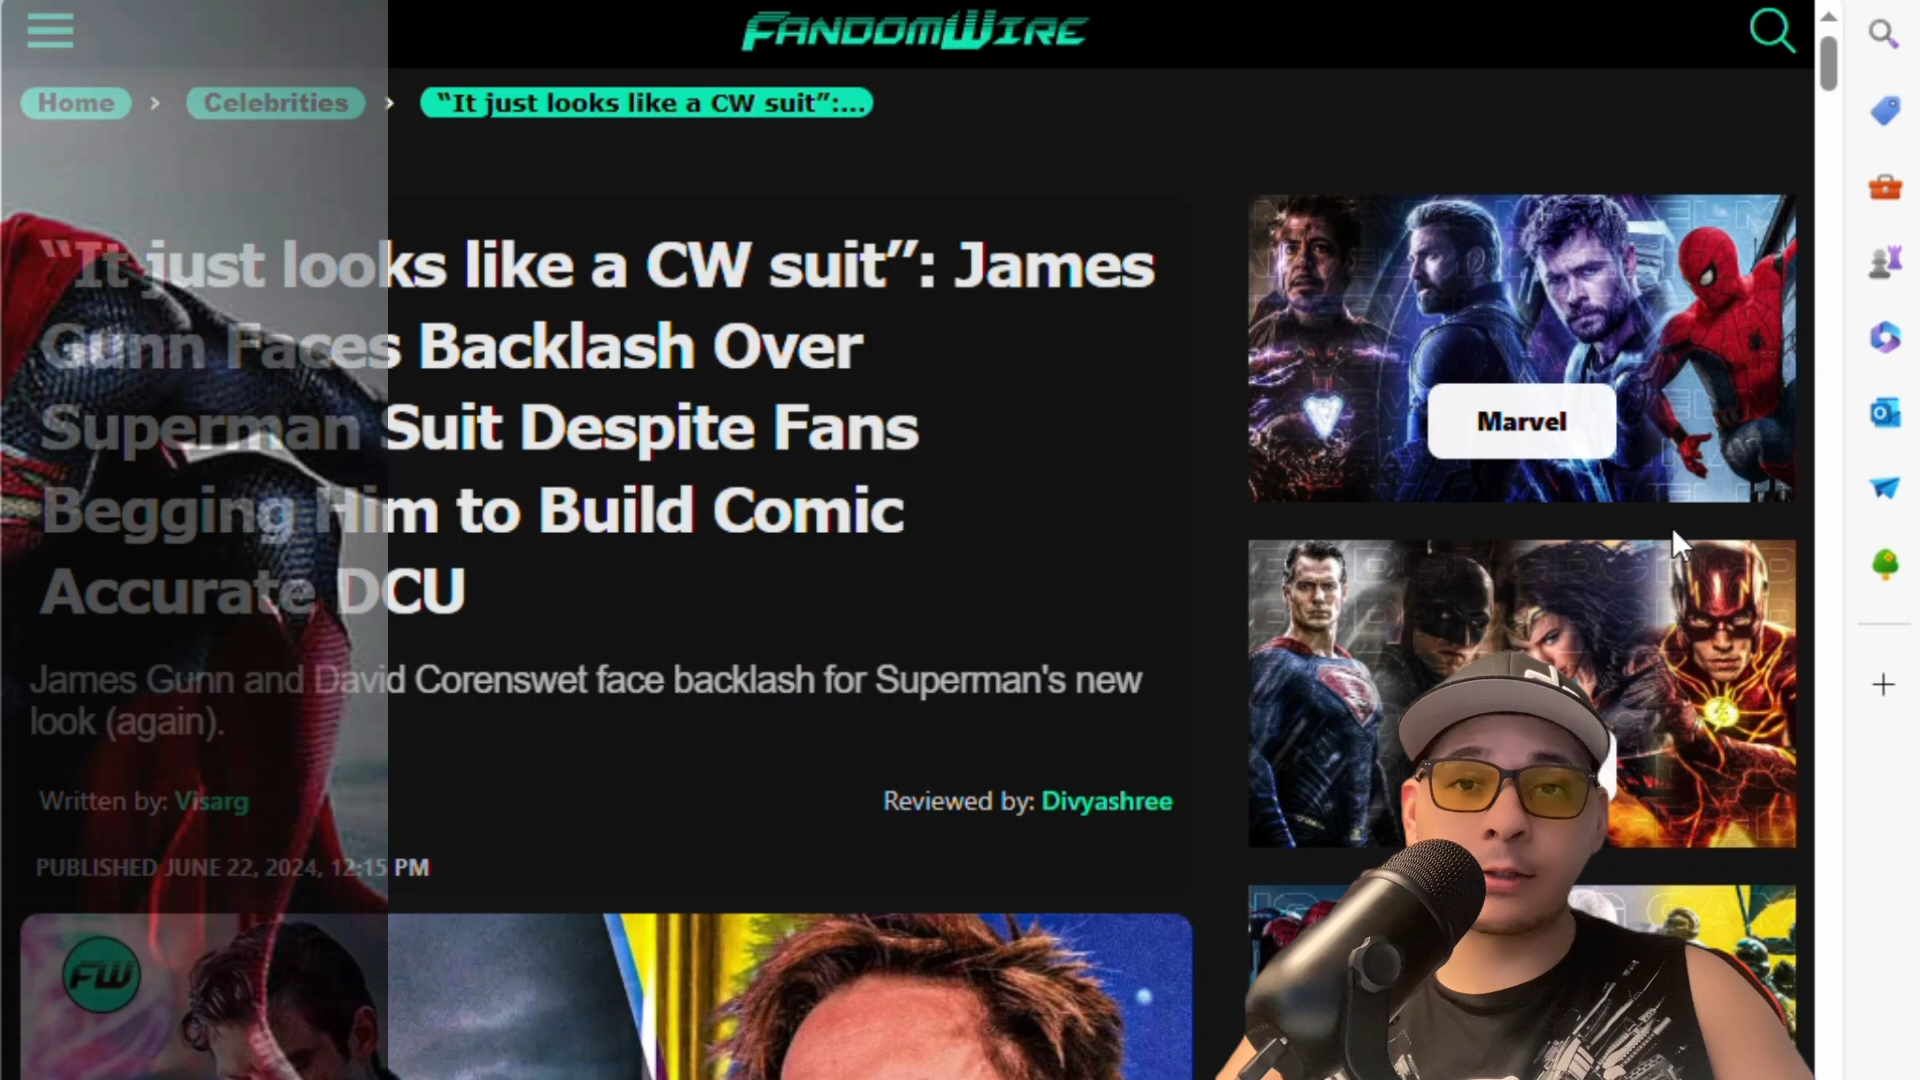 FANDOMWIRE
Home > Celebrities > “It just looks like a CW suit”:...
“It just looks like a CW suit”: James
Gunn Faces Backlash Over
Superman Suit Despite Fans
Begging Him to Build Comic
Accurate DCU
James Gunn and David Corenswet face backlash for Superman's new
look (again).
Written by: Visarg
Reviewed by: Divyashree
PUBLISHED JUNE 22, 2024, 12:15 PM
Marvel
FW